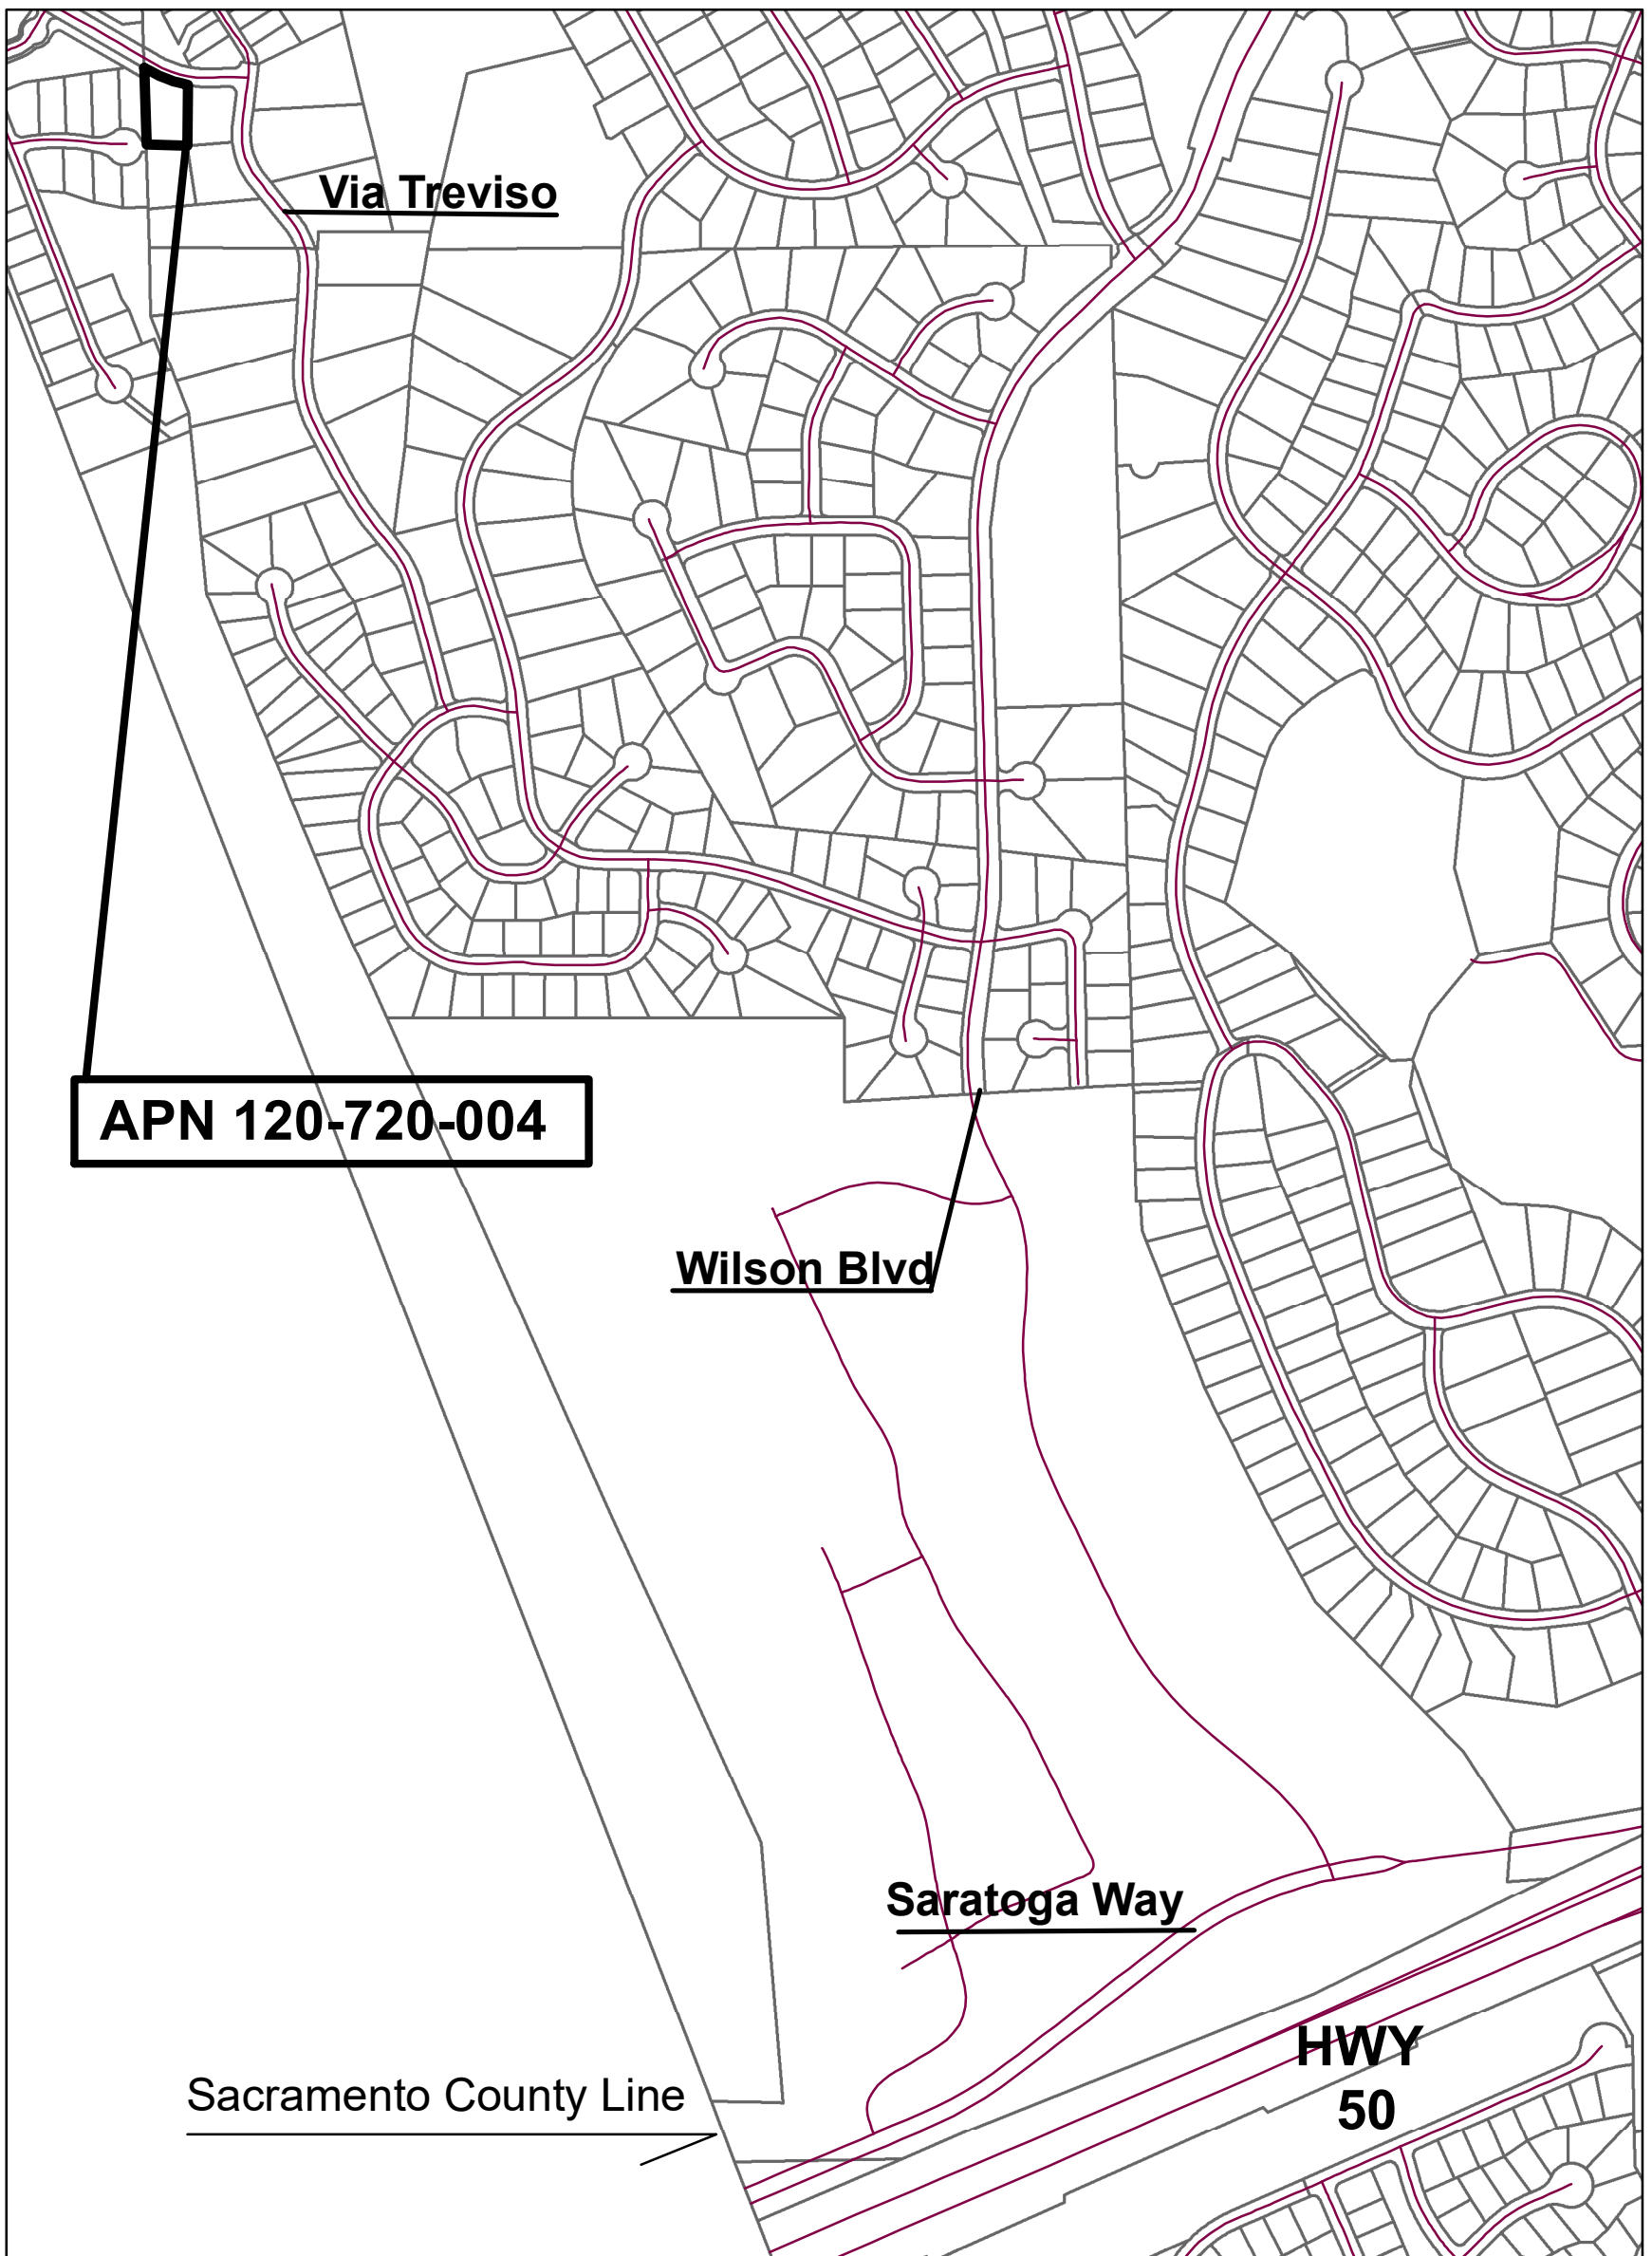 Via Treviso
APN 120-720-004
Wilson Blvd
Saratoga Way
HWY
50
Sacramento County Line